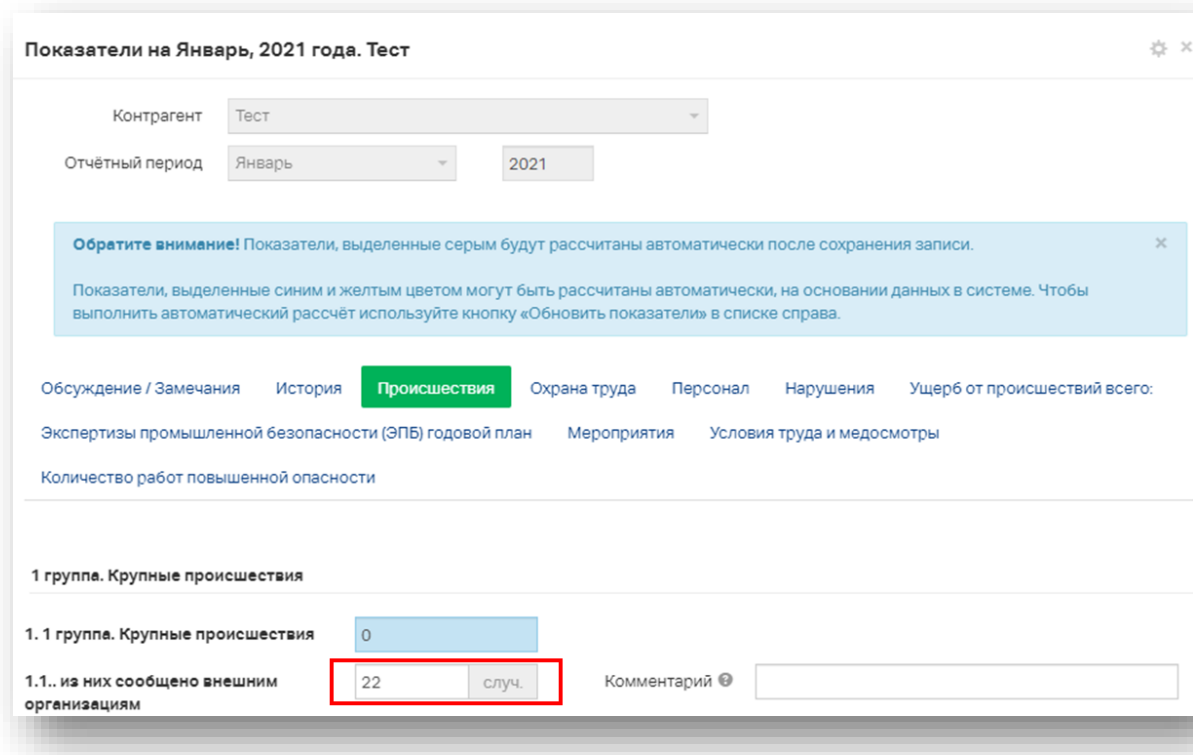 Показатели на Январь, 2021 года. Тест
Контрагент Тест
Отчётный период Январь 2021
Обратите внимание! Показатели, выделенные серым будут рассчитаны автоматически после сохранения записи.
Показатели, выделенные синим и желтым цветом могут быть рассчитаны автоматически, на основании данных в системе. Чтобы
выполнить автоматический рассчёт используйте кнопку «Обновить показатели» в списке справа.
Обсуждение / Замечания История Происшествия Охрана труда Персонал Нарушения Ущерб от происшествий всего:
Экспертизы промышленной безопасности (ЭПБ) годовой план Мероприятия Условия труда и медосмотры
Количество работ повышенной опасности
1 группа. Крупные происшествия
1. 1 группа. Крупные происшествия 0
1.1.. из них сообщено внешним 22 случ. Комментарий
организациям